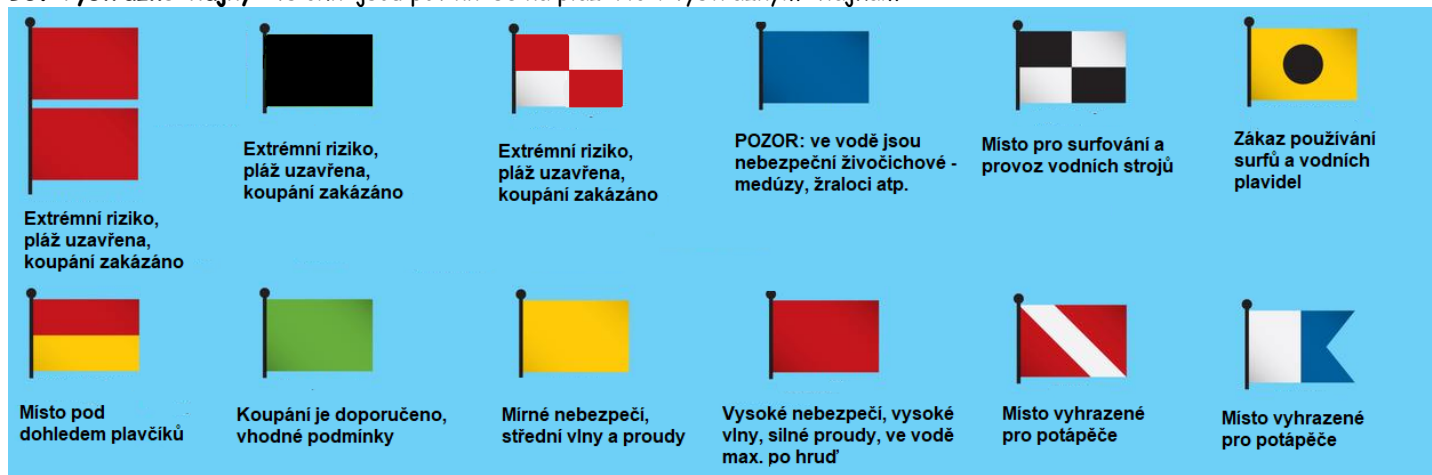 Extrémní riziko,
pláž uzavřena,
koupání zakázáno
Extrémní riziko,
pláž uzavřena,
koupání zakázáno
Extrémní riziko,
pláž uzavřena,
koupání zakázáno
POZOR: ve vodě jsou
nebezpeční živočichové -
medúzy, žraloci atp.
Místo pro surfování a
provoz vodních strojů
Zákaz používání
surfů a vodních
plavidel
Místo pod
dohledem plavčíků
Koupání je doporučeno,
vhodné podmínky
Mírné nebezpečí,
střední vlny a proudy
Vysoké nebezpečí, vysoké
vlny, silné proudy, ve vodě
max. po hruď
Místo vyhrazené
pro potápěče
Místo vyhrazené
pro potápěče